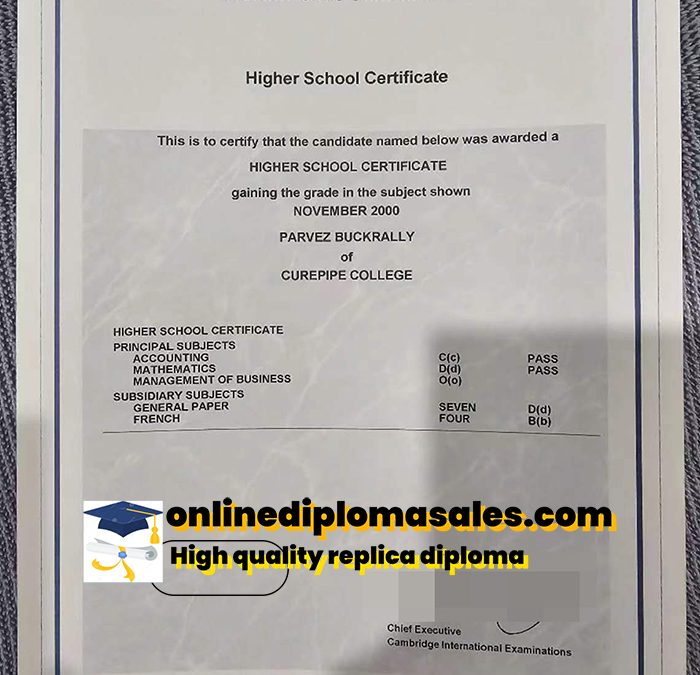 Higher School Certificate
This is to certify that the candidate named below was awarded a
HIGHER SCHOOL CERTIFICATE
gaining the grade in the subject shown
NOVEMBER 2000
PARVEZ BUCKRALLY
of
CUREPIPE COLLEGE
HIGHER SCHOOL CERTIFICATE
PRINCIPAL SUBJECTS
ACCOUNTING C(c) PASS
MATHEMATICS D(d) PASS
MANAGEMENT OF BUSINESS O(o)
SUBSIDIARY SUBJECTS
GENERAL PAPER SEVEN D(d)
FRENCH FOUR B(b)
onlinediplomasales.com
High quality replica diploma
Chief Executive
Cambridge International Examinations